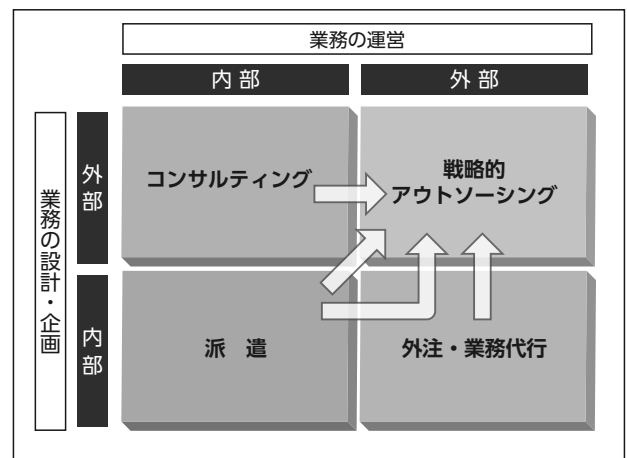 業務の運営
内部
外部
業務の設計・企画
外部
コンサルティング
戦略的
アウトソーシング
内部
派 遣
外注・業務代行